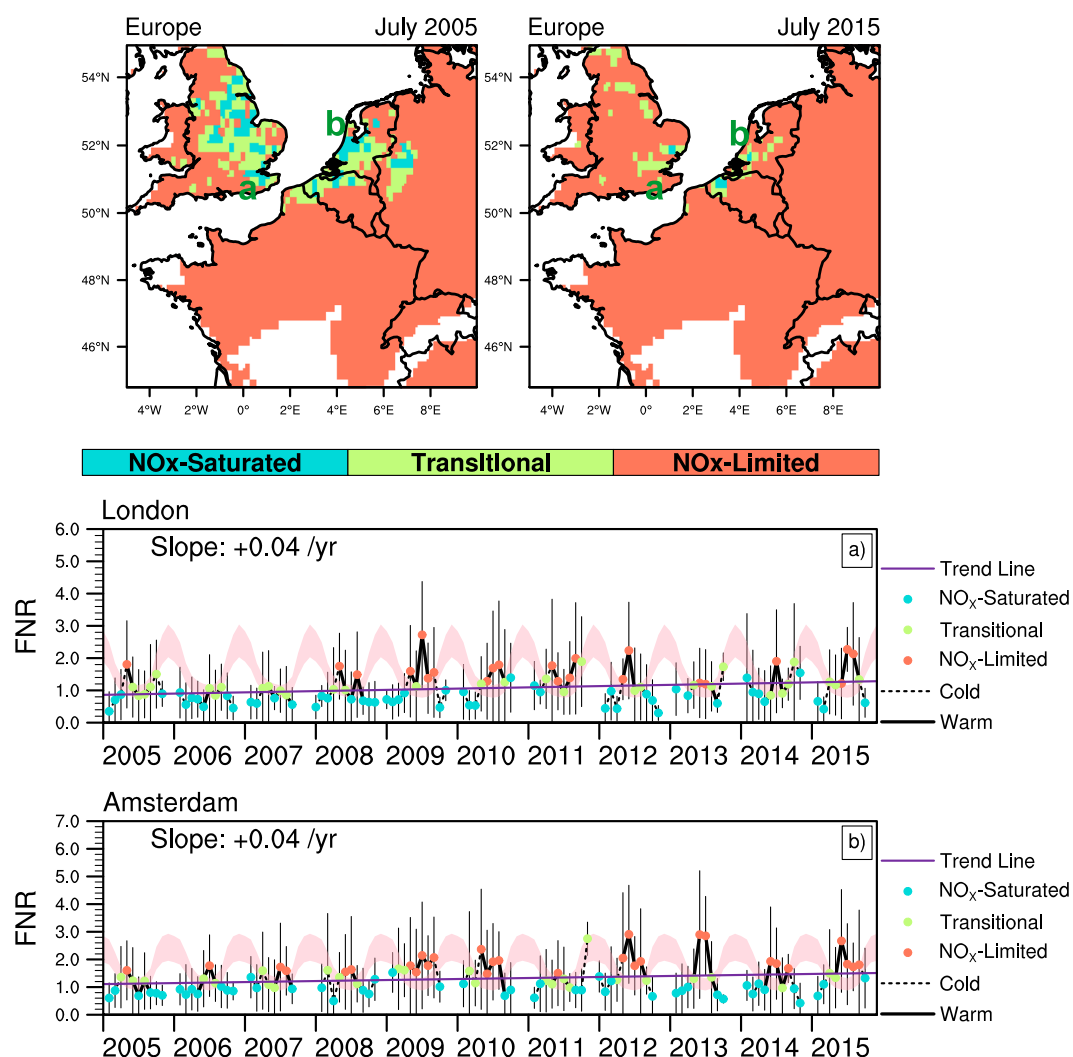 Europe July 2005 Europe July 2015
54°N 54°N
52°N 52°N
50°N 50°N
48°N 48°N
46°N 46°N
b b
a a
4°W 2°W 0° 2°E 4°E 6°E 8°E 4°W 2°W 0° 2°E 4°E 6°E 8°E
NOx-Saturated TransItIonal NOx-Limited
London
Slope: +0.04 /yr a)
FNR
6.0
5.0
4.0
3.0
2.0
1.0
0.0
2005 2006 2007 2008 2009 2010 2011 2012 2013 2014 2015
Trend Line
NOX-Saturated
Transitional
NOX-Limited
Cold
Warm
Amsterdam
Slope: +0.04 /yr b)
FNR
7.0
6.0
5.0
4.0
3.0
2.0
1.0
0.0
2005 2006 2007 2008 2009 2010 2011 2012 2013 2014 2015
Trend Line
NOX-Saturated
Transitional
NOX-Limited
Cold
Warm